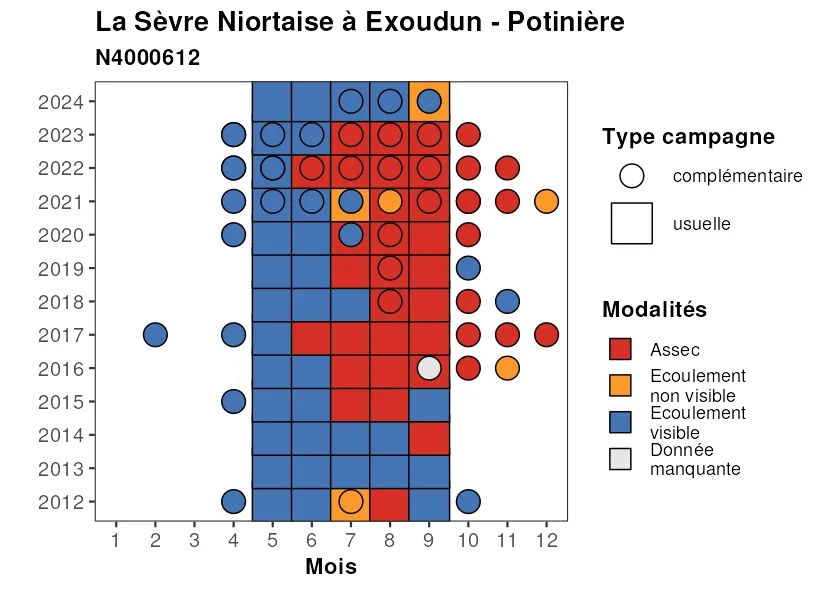 La Sèvre Niortaise à Exoudun - Potinière
N4000612
2024
2023
2022
2021
2020
2019
2018
2017
2016
2015
2014
2013
2012
1 2 3 4 5 6 7 8 9 10 11 12
Mois
Type campagne
complémentaire
usuelle
Modalités
Assec
Ecoulement
non visible
Ecoulement
visible
Donnée
manquante